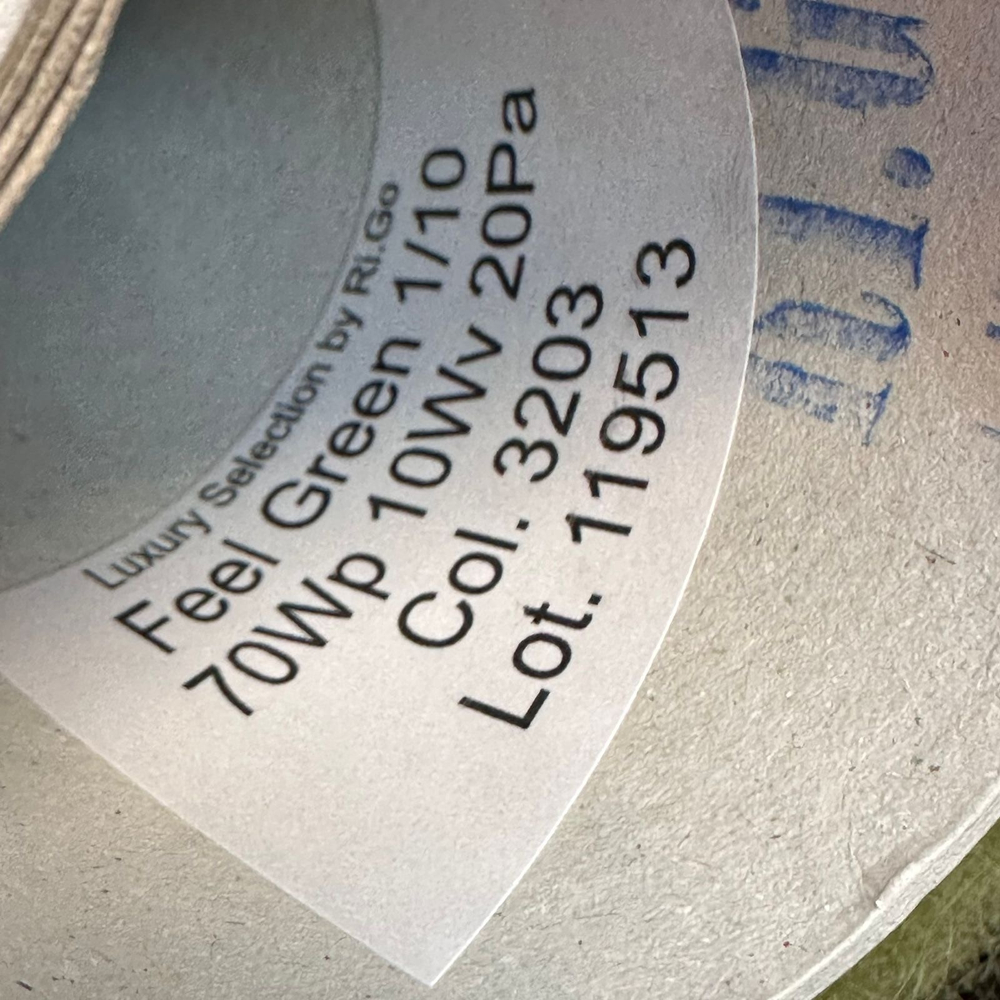 Luxury Selection by RI.Go
Feel Green 1/10
70Wp 10Wv 20Pa
Col. 3203
Lot. 119513